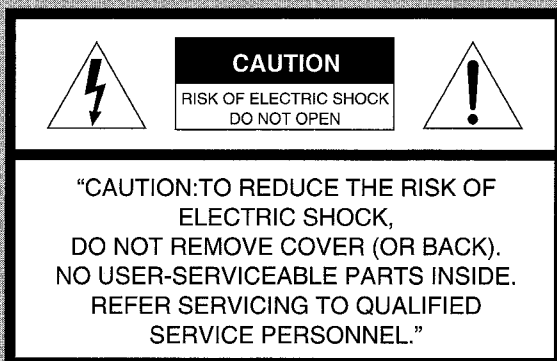 CAUTION
RISK OF ELECTRIC SHOCK
DO NOT OPEN
“CAUTION:TO REDUCE THE RISK OF
ELECTRIC SHOCK,
DO NOT REMOVE COVER (OR BACK).
NO USER-SERVICEABLE PARTS INSIDE.
REFER SERVICING TO QUALIFIED
SERVICE PERSONNEL.”